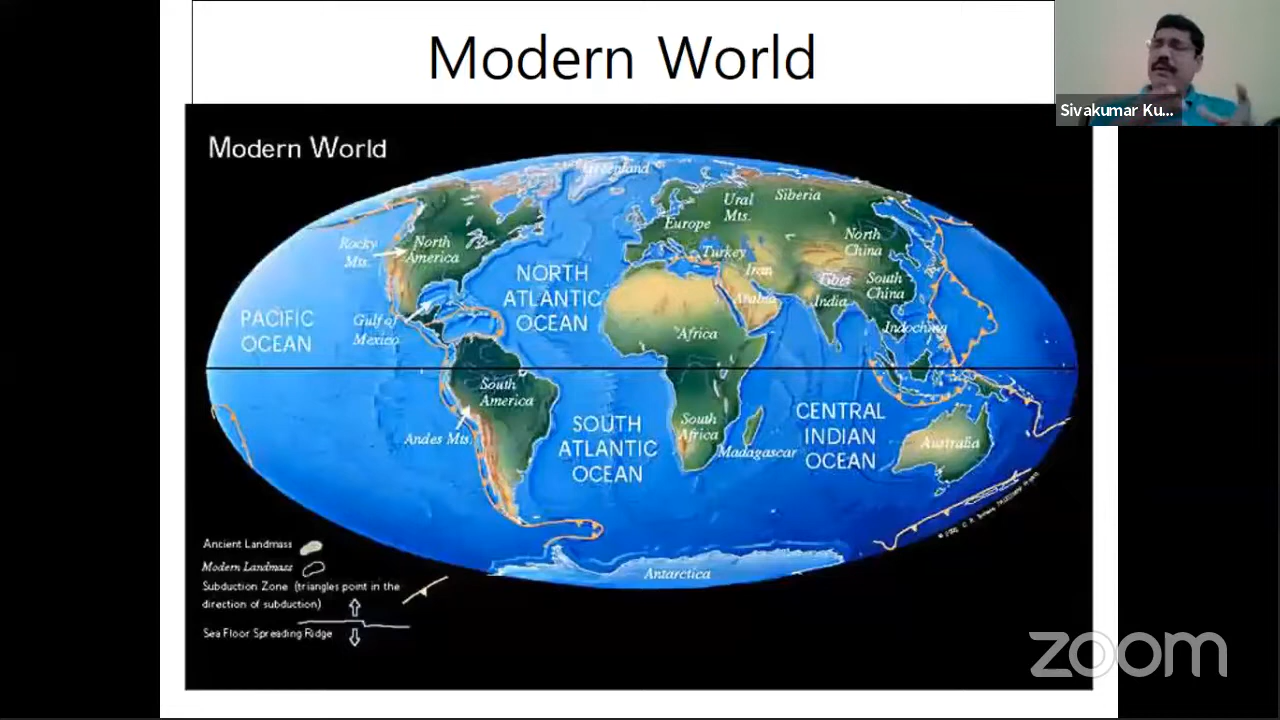 Modern World
Sivakumar Ku...
Modern World
Greenland
Siberia
Ural
Mts.
Europe
North
China
Rocky
Mts.
North
America
Turkey
Iran
Tibet
South
China
NORTH
ATLANTIC
OCEAN
Arabia
India
PACIFIC
OCEAN
Gulf of
Mexico
Africa
Indochina
South
America
SOUTH
ATLANTIC
OCEAN
South
Africa
CENTRAL
INDIAN
OCEAN
Andes Mts.
Madagascar
Australia
Antarctica
Ancient Landmass
Modern Landmass
Subduction Zone (triangles point in the
direction of subduction)
Sea Floor Spreading Ridge
zoom